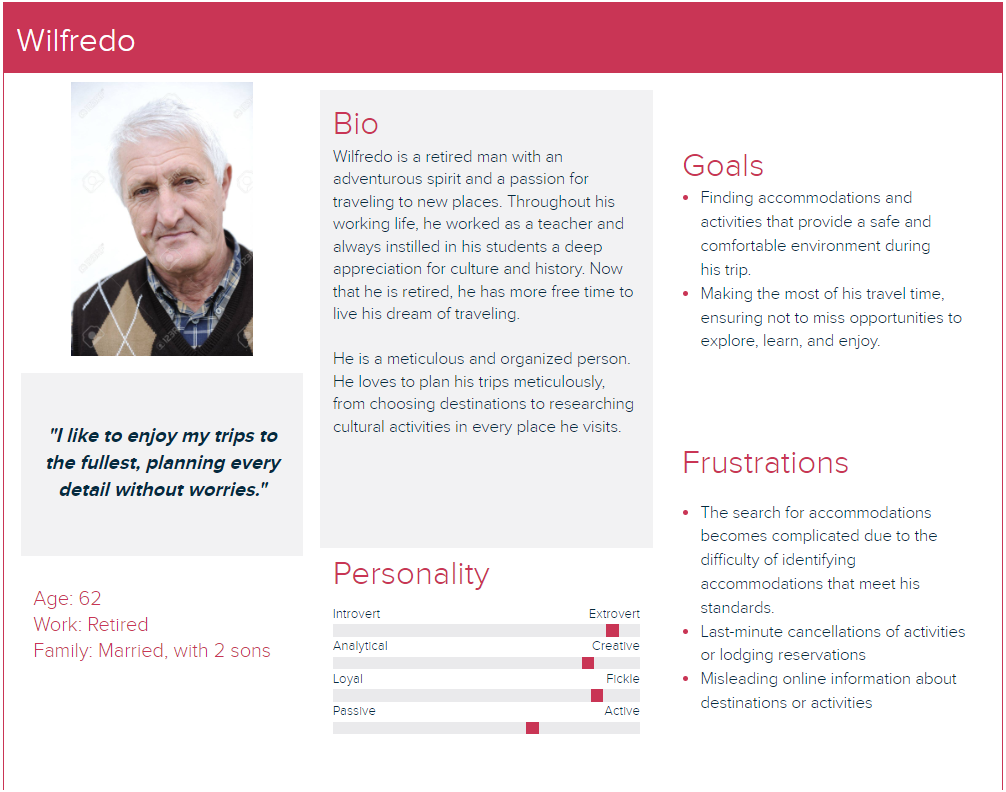 Wilfredo
"I like to enjoy my trips to
the fullest, planning every
detail without worries."
Age: 62
Work: Retired
Family: Married, with 2 sons
Bio
Wilfredo is a retired man with an
adventurous spirit and a passion for
traveling to new places. Throughout his
working life, he worked as a teacher and
always instilled in his students a deep
appreciation for culture and history. Now
that he is retired, he has more free time to
live his dream of traveling.
He is a meticulous and organized person.
He loves to plan his trips meticulously,
from choosing destinations to researching
cultural activities in every place he visits.
Personality
Introvert Extrovert
Analytical Creative
Loyal Fickle
Passive Active
Goals
• Finding accommodations and
activities that provide a safe and
comfortable environment during
his trip.
• Making the most of his travel time,
ensuring not to miss opportunities to
explore, learn, and enjoy.
Frustrations
• The search for accommodations
becomes complicated due to the
difficulty of identifying
accommodations that meet his
standards.
• Last-minute cancellations of activities
or lodging reservations
• Misleading online information about
destinations or activities